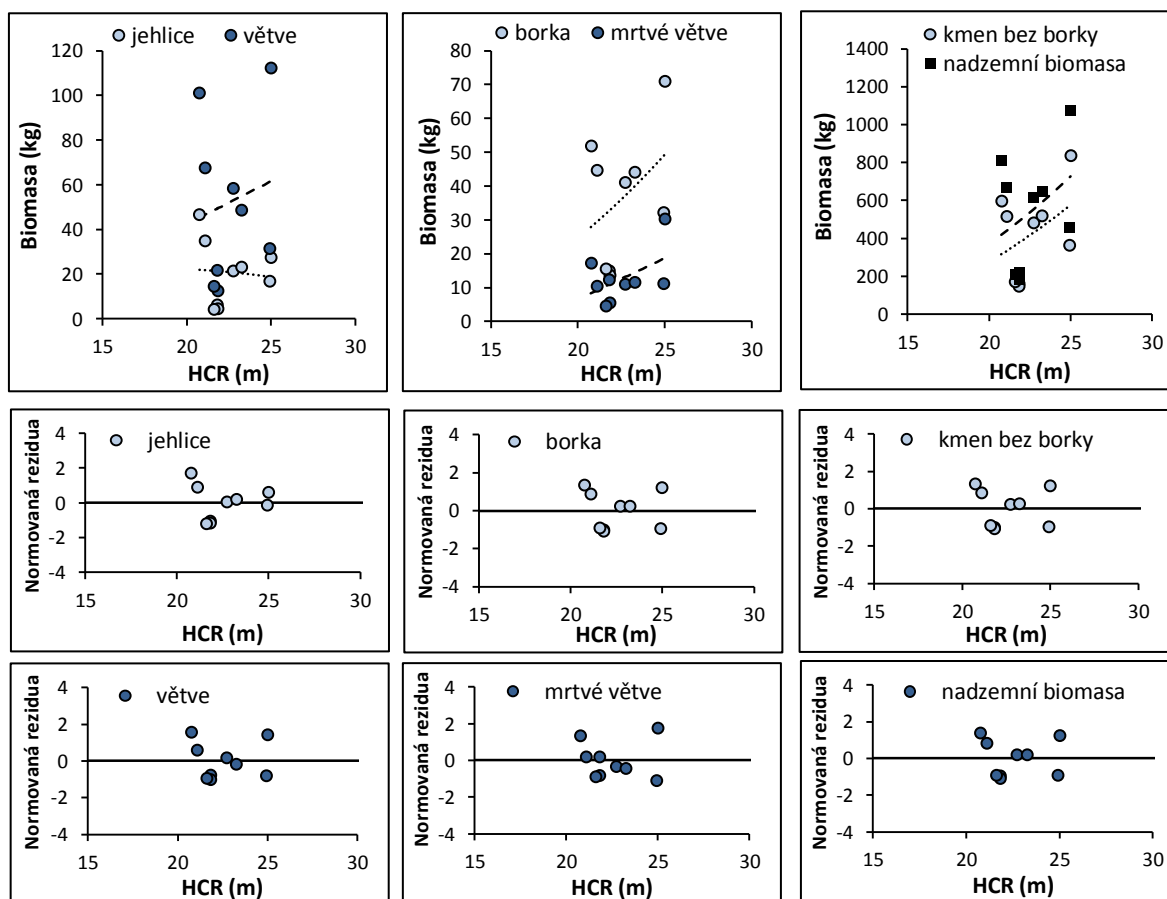 jehlice větve
Biomasa (kg)
120
100
80
60
40
20
0
15 20 25 30
HCR (m)
borka mrtvé větve
Biomasa (kg)
80
70
60
50
40
30
20
10
0
15 20 25 30
HCR (m)
kmen bez borky
nadzemní biomasa
Biomasa (kg)
1400
1200
1000
800
600
400
200
0
15 20 25 30
HCR (m)
jehlice
Normovaná rezidua
4
2
0
-2
-4
15 20 25 30
HCR (m)
borka
Normovaná rezidua
4
2
0
-2
-4
15 20 25 30
HCR (m)
kmen bez borky
Normovaná rezidua
4
2
0
-2
-4
15 20 25 30
HCR (m)
větve
Normovaná rezidua
4
2
0
-2
-4
15 20 25 30
HCR (m)
mrtvé větve
Normovaná rezidua
4
2
0
-2
-4
15 20 25 30
HCR (m)
nadzemní biomasa
Normovaná rezidua
4
2
0
-2
-4
15 20 25 30
HCR (m)